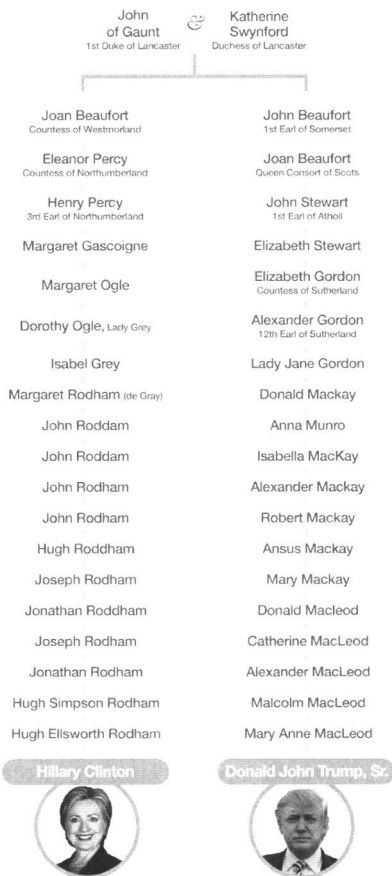 John
of Gaunt
1st Duke of Lancaster
&
Katherine
Swynford
Duchess of Lancaster
Joan Beaufort
Countess of Westmorland
Eleanor Percy
Countess of Northumberland
Henry Percy
3rd Earl of Northumberland
Margaret Gascoigne
Margaret Ogle
Dorothy Ogle, Lady Grey
Isabel Grey
Margaret Rodham (de Gray)
John Roddam
John Roddam
John Rodham
John Rodham
Hugh Roddham
Joseph Rodham
Jonathan Roddham
Joseph Rodham
Jonathan Rodham
Hugh Simpson Rodham
Hugh Ellsworth Rodham
Hillary Clinton
John Beaufort
1st Earl of Somerset
Joan Beaufort
Queen Consort of Scots
John Stewart
1st Earl of Atholl
Elizabeth Stewart
Elizabeth Gordon
Countess of Sutherland
Alexander Gordon
12th Earl of Sutherland
Lady Jane Gordon
Donald Mackay
Anna Munro
Isabella MacKay
Alexander Mackay
Robert Mackay
Ansus Mackay
Mary Mackay
Donald Macleod
Catherine MacLeod
Alexander MacLeod
Malcolm MacLeod
Mary Anne MacLeod
Donald John Trump, Sr.